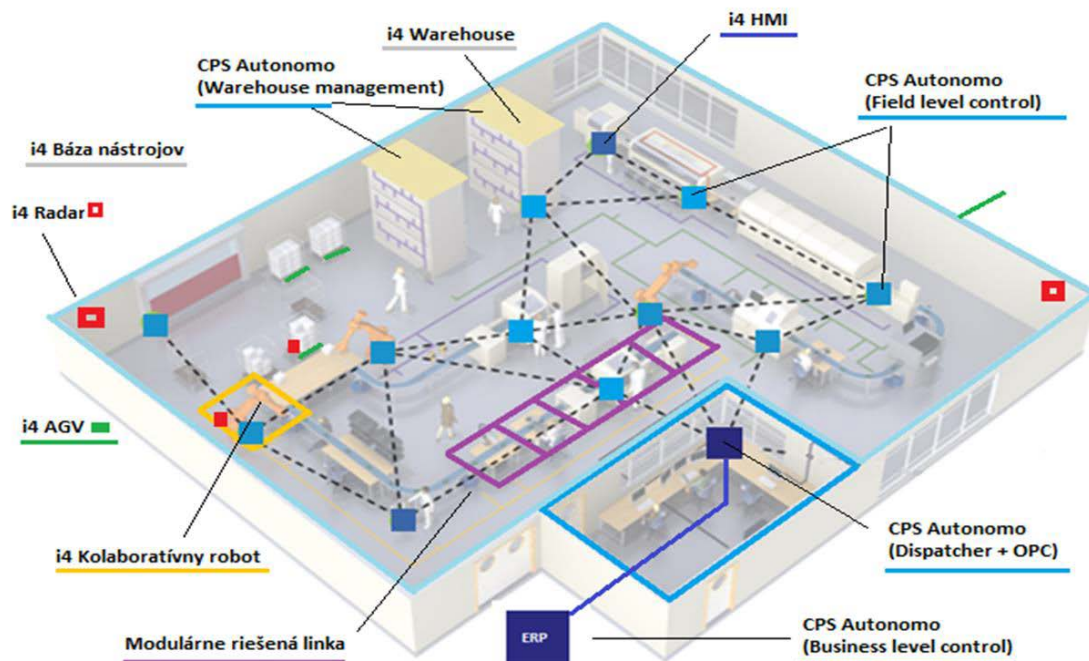 i4 HMI
i4 Warehouse
CPS Autonomo
(Warehouse management)
CPS Autonomo
(Field level control)
i4 Báza nástrojov
i4 Radar
i4 AGV
i4 Kolaboratívny robot
CPS Autonomo
(Dispatcher + OPC)
Modulárne riešená linka
ERP
CPS Autonomo
(Business level control)